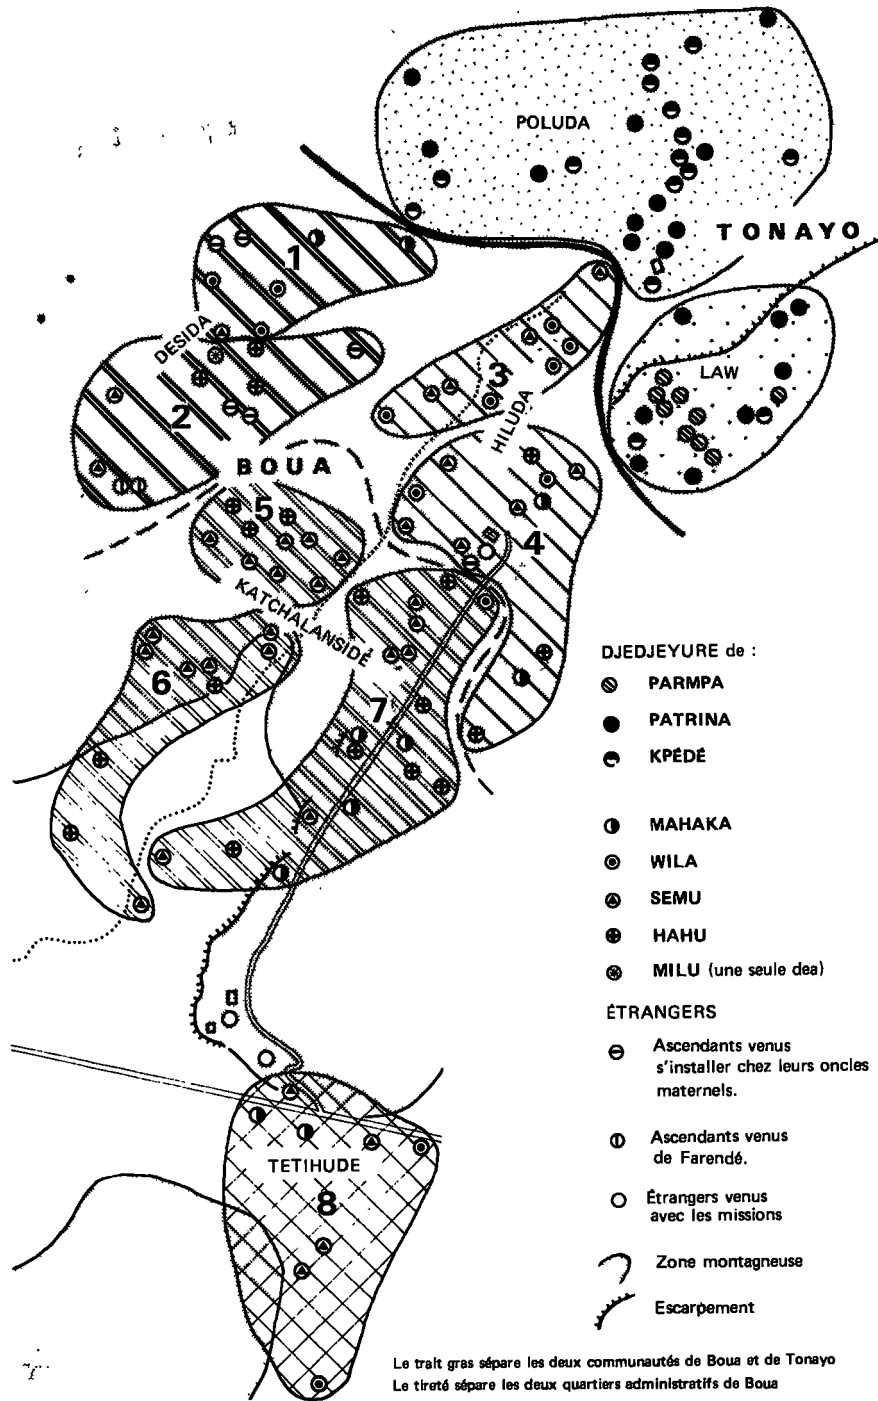 POLUDA
TONAYO
1
DESIDA
LAW
3
2
HILUDA
BOUA
5
4
KATCHALANSIDÉ
6
7
DJEDJEYURE de :
PARMPA
PATRINA
KPÉDÉ
MAHAKA
WILA
SEMU
HAHU
MILU (une seule dea)
ÉTRANGERS
Ascendants venus
s'installer chez leurs oncles
maternels.
Ascendants venus
de Farendé.
Étrangers venus
avec les missions
Zone montagneuse
Escarpement
TETIHUDE
8
Le trait gras sépare les deux communautés de Boua et de Tonayo
Le tireté sépare les deux quartiers administratifs de Boua